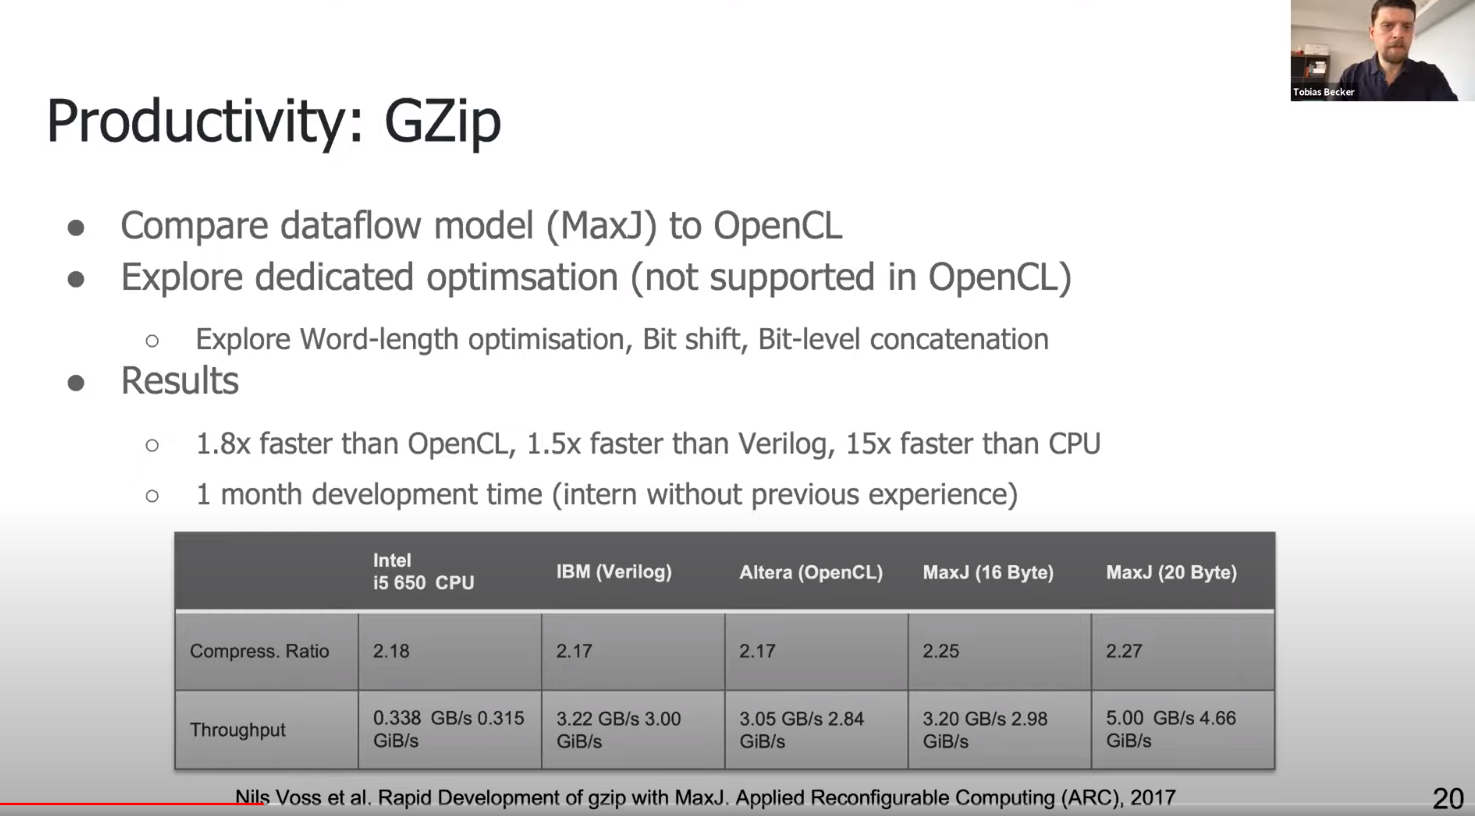 Tobias Becker
Productivity: GZip
● Compare dataflow model (MaxJ) to OpenCL
● Explore dedicated optimsation (not supported in OpenCL)
○ Explore Word-length optimisation, Bit shift, Bit-level concatenation
● Results
○ 1.8x faster than OpenCL, 1.5x faster than Verilog, 15x faster than CPU
○ 1 month development time (intern without previous experience)
Intel
i5 650 CPU
IBM (Verilog)
Altera (OpenCL)
MaxJ (16 Byte)
MaxJ (20 Byte)
Compress. Ratio
2.18
2.17
2.17
2.25
2.27
Throughput
0.338 GB/s 0.315
GiB/s
3.22 GB/s 3.00
GiB/s
3.05 GB/s 2.84
GiB/s
3.20 GB/s 2.98
GiB/s
5.00 GB/s 4.66
GiB/s
Nils Voss et al. Rapid Development of gzip with MaxJ. Applied Reconfigurable Computing (ARC), 2017
20